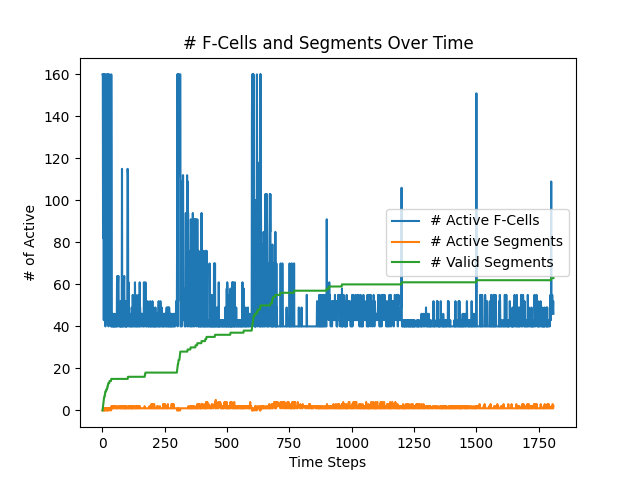 # F-Cells and Segments Over Time
# of Active
160
140
120
100
80
60
40
20
0
# Active F-Cells
# Active Segments
# Valid Segments
0 250 500 750 1000 1250 1500 1750
Time Steps